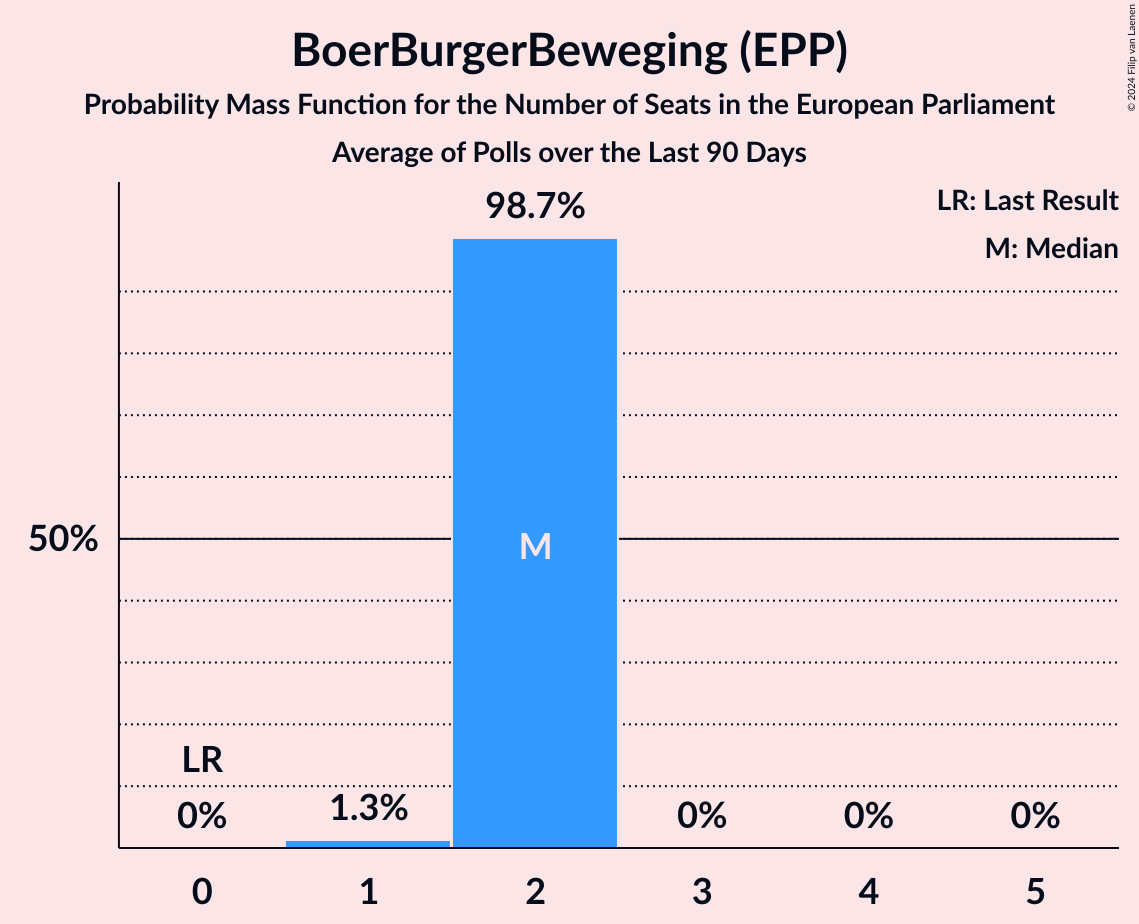 BoerBurgerBeweging (EPP)
Probability Mass Function for the Number of Seats in the European Parliament
Average of Polls over the Last 90 Days
© 2024 Filip van Laenen
LR: Last Result
M: Median
98.7%
50%
M
LR
0%
1.3%
0%
0%
0%
0
1
2
3
4
5